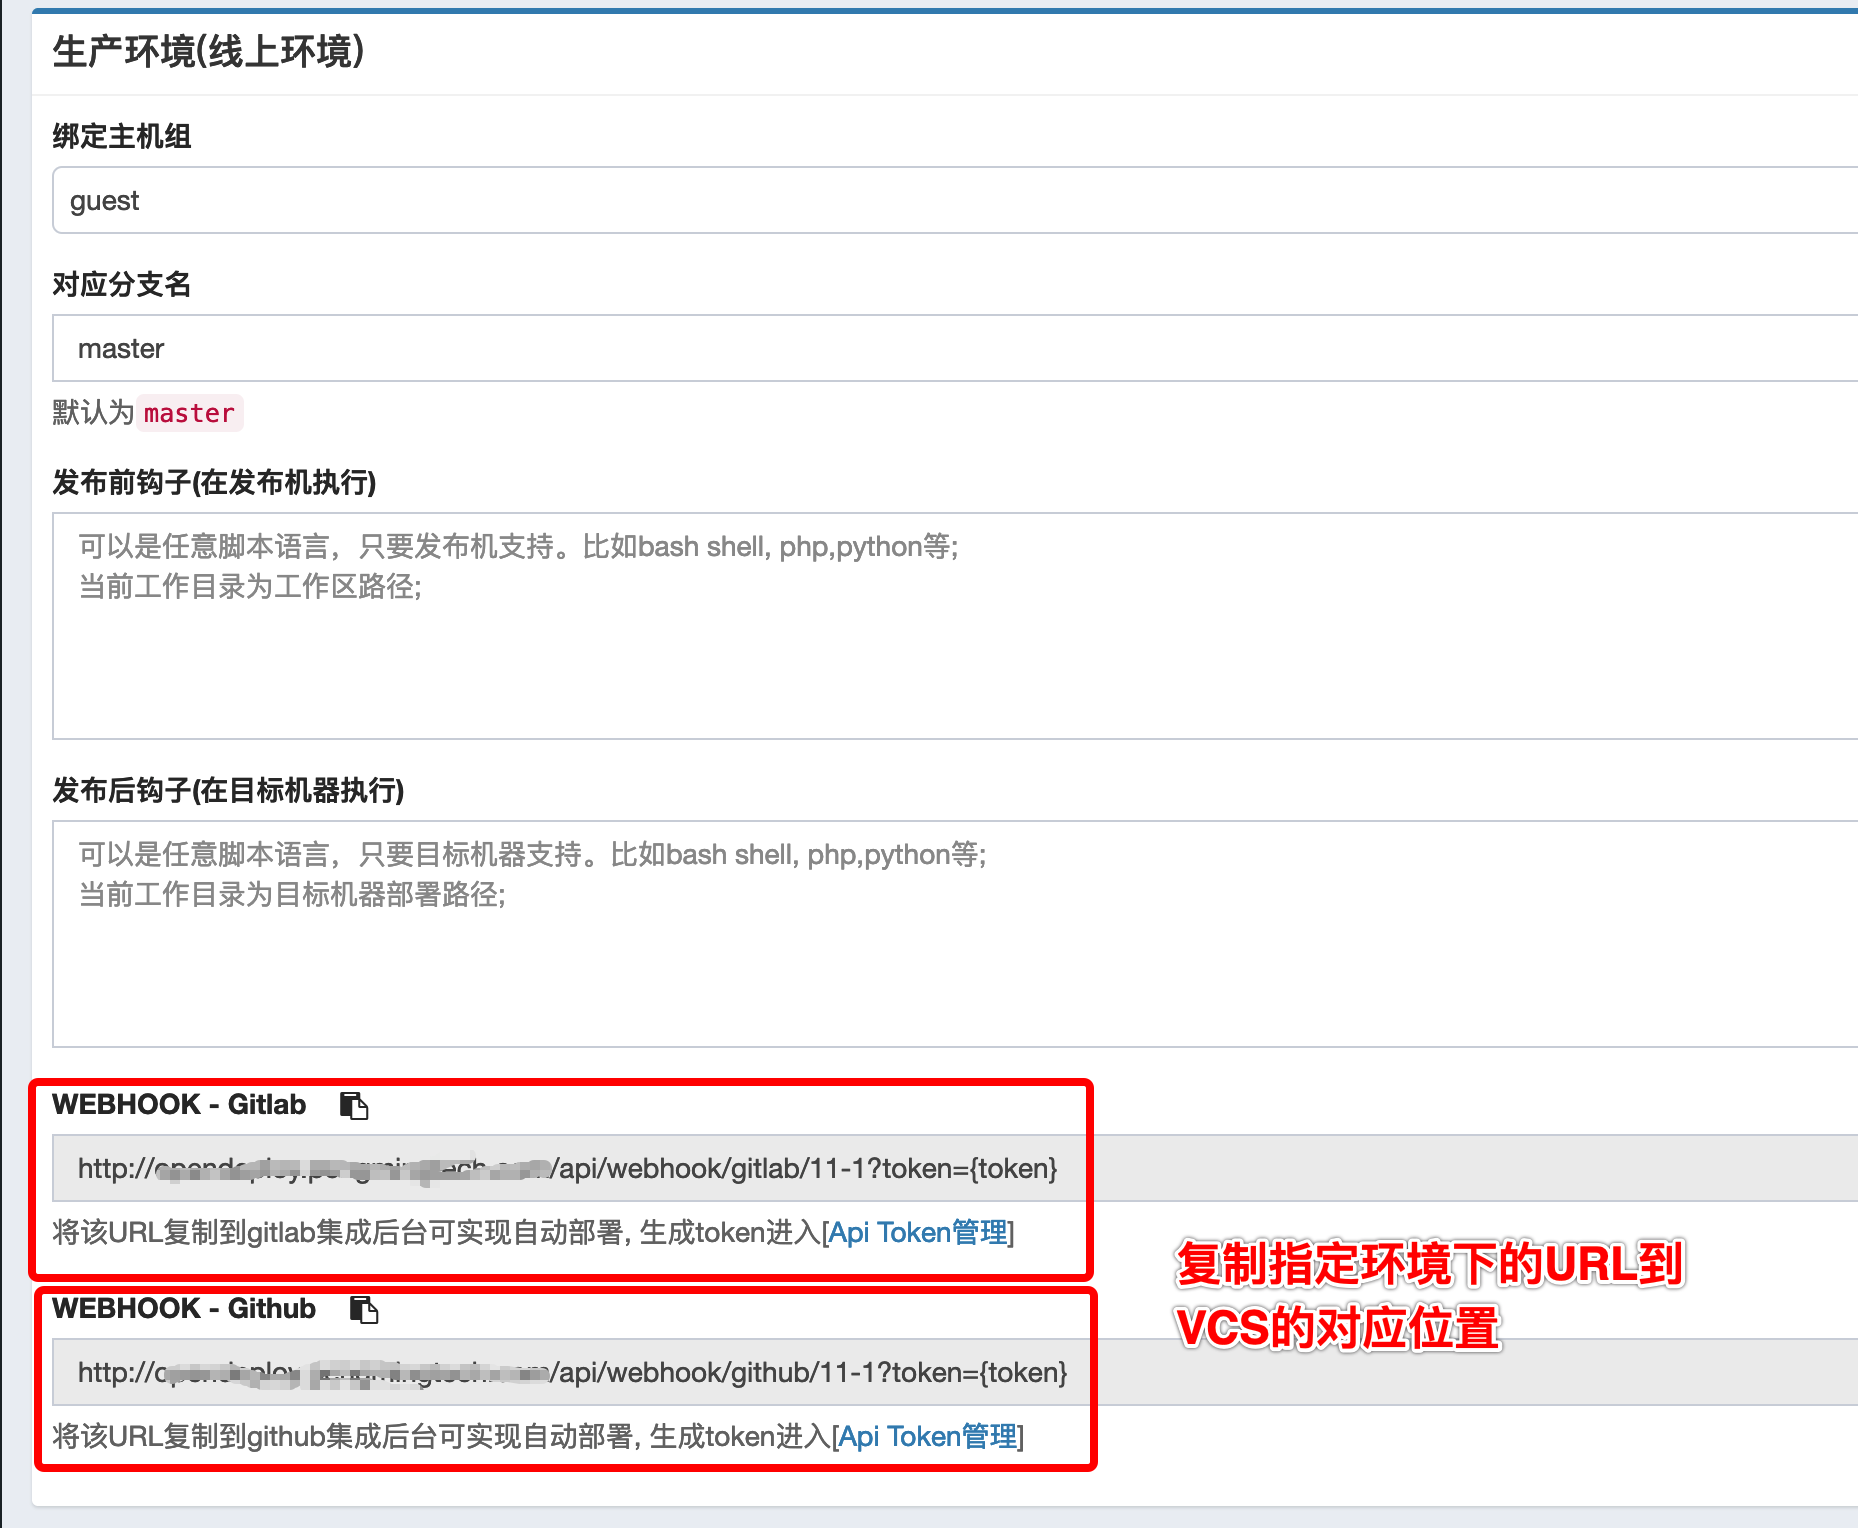 生产环境(线上环境)
绑定主机组
guest
对应分支名
master
默认为 master
发布前钩子(在发布机执行)
可以是任意脚本语言，只要发布机支持。比如bash shell, php,python等;
当前工作目录为工作区路径;
发布后钩子(在目标机器执行)
可以是任意脚本语言，只要目标机器支持。比如bash shell, php,python等;
当前工作目录为目标机器部署路径;
WEBHOOK - Gitlab
http:// /api/webhook/gitlab/11-1?token={token}
将该URL复制到gitlab集成后台可实现自动部署, 生成token进入[Api Token管理]
复制指定环境下的URL到
VCS的对应位置
WEBHOOK - Github
http:// /api/webhook/github/11-1?token={token}
将该URL复制到github集成后台可实现自动部署, 生成token进入[Api Token管理]